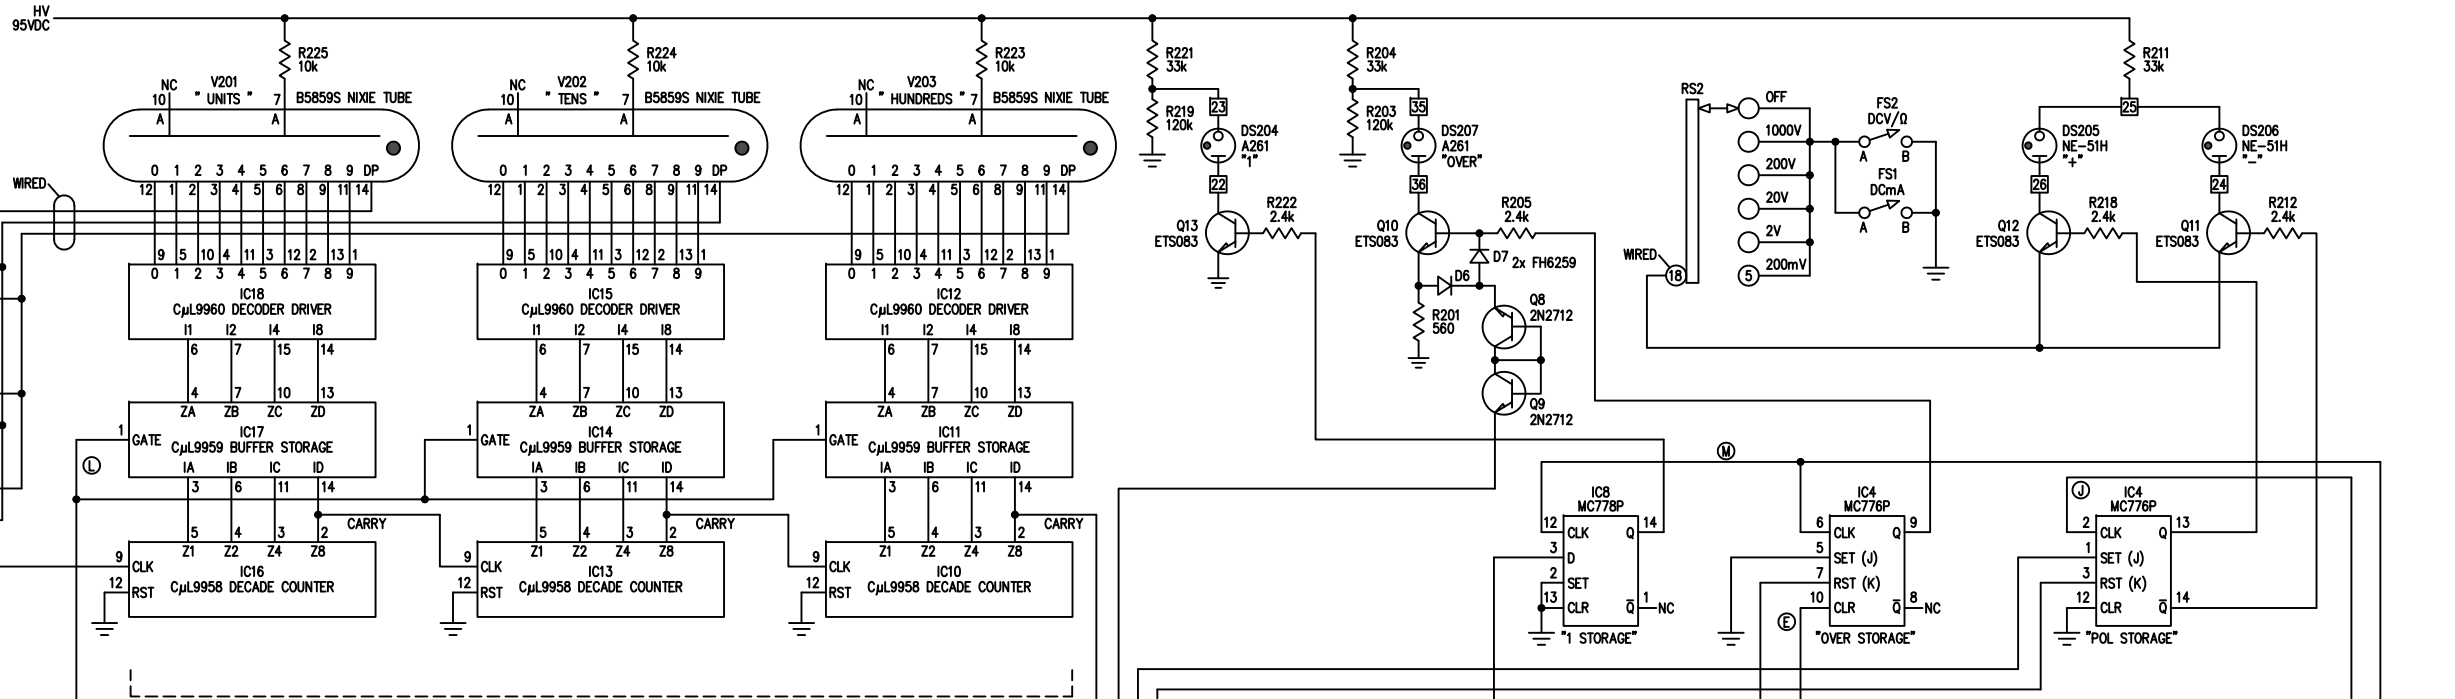 HV
95VDC
R225
10k
R224
10k
R223
10k
R221
33k
R204
33k
R211
33k
NC
V201
10
" UNITS "
7
B5859S NIXIE TUBE
A
A
0 1 2 3 4 5 6 7 8 9 DP
12 1 2 3 4 5 6 8 9 11 14
NC
V202
10
" TENS "
7
B5859S NIXIE TUBE
A
A
0 1 2 3 4 5 6 7 8 9 DP
12 1 2 3 4 5 6 8 9 11 14
NC
V203
10
" HUNDREDS "
7
B5859S NIXIE TUBE
A
A
0 1 2 3 4 5 6 7 8 9 DP
12 1 2 3 4 5 6 8 9 11 14
WIRED
R219
120k
23
DS204
A261
"1"
22
R203
120k
35
DS207
A261
"OVER"
36
RS2
OFF
1000V
200V
20V
2V
200mV
5
WIRED
18
FS2
DCV/Ω
A B
FS1
DCmA
A B
25
DS205
NE-51H
"+"
26
DS206
NE-51H
"-"
24
Q13
ETS083
R222
2.4k
Q10
ETS083
R205
2.4k
D7
2x FH6259
D6
R201
560
Q8
2N2712
Q9
2N2712
Q12
ETS083
R218
2.4k
Q11
ETS083
R212
2.4k
9 5 10 4 11 3 12 2 13 1
0 1 2 3 4 5 6 7 8 9
IC18
CµL9960 DECODER DRIVER
I1 I2 I4 I8
6 7 15 14
9 5 10 4 11 3 12 2 13 1
0 1 2 3 4 5 6 7 8 9
IC15
CµL9960 DECODER DRIVER
I1 I2 I4 I8
6 7 15 14
9 5 10 4 11 3 12 2 13 1
0 1 2 3 4 5 6 7 8 9
IC12
CµL9960 DECODER DRIVER
I1 I2 I4 I8
6 7 15 14
4 7 10 13
ZA ZB ZC ZD
1
GATE
IC17
CµL9959 BUFFER STORAGE
IA IB IC ID
3 6 11 14
L
4 7 10 13
ZA ZB ZC ZD
1
GATE
IC14
CµL9959 BUFFER STORAGE
IA IB IC ID
3 6 11 14
4 7 10 13
ZA ZB ZC ZD
1
GATE
IC11
CµL9959 BUFFER STORAGE
IA IB IC ID
3 6 11 14
CARRY
5 4 3 2
Z1 Z2 Z4 Z8
9
CLK
12
RST
IC16
CµL9958 DECADE COUNTER
CARRY
5 4 3 2
Z1 Z2 Z4 Z8
9
CLK
12
RST
IC13
CµL9958 DECADE COUNTER
CARRY
5 4 3 2
Z1 Z2 Z4 Z8
9
CLK
12
RST
IC10
CµL9958 DECADE COUNTER
M
IC8
MC778P
12 CLK Q 14
3 D
2 SET
13 CLR Q̅ 1 NC
"1 STORAGE"
IC4
MC776P
6 CLK Q 9
5 SET (J)
7 RST (K)
10 CLR Q̅ 8 NC
E
"OVER STORAGE"
J
IC4
MC776P
2 CLK Q 13
1 SET (J)
3 RST (K)
12 CLR Q̅ 14
"POL STORAGE"